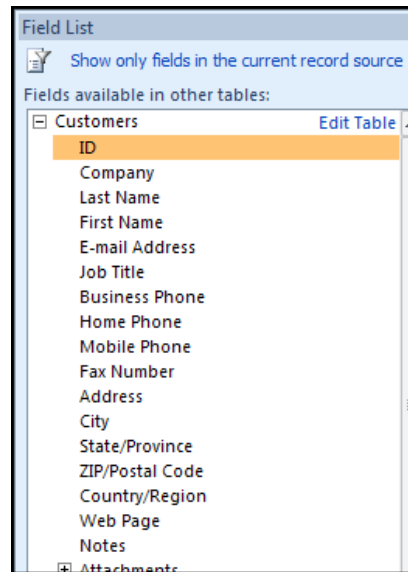 Field List
Show only fields in the current record source
Fields available in other tables:
Customers Edit Table
ID
Company
Last Name
First Name
E-mail Address
Job Title
Business Phone
Home Phone
Mobile Phone
Fax Number
Address
City
State/Province
ZIP/Postal Code
Country/Region
Web Page
Notes
Attachments